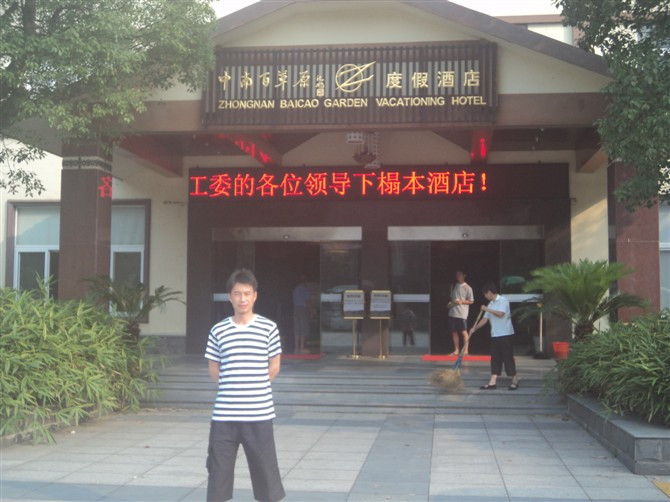 中南百草原 度假酒店
ZHONGNAN BAICAO GARDEN VACATIONING HOTEL
工委的各位领导下榻本酒店！